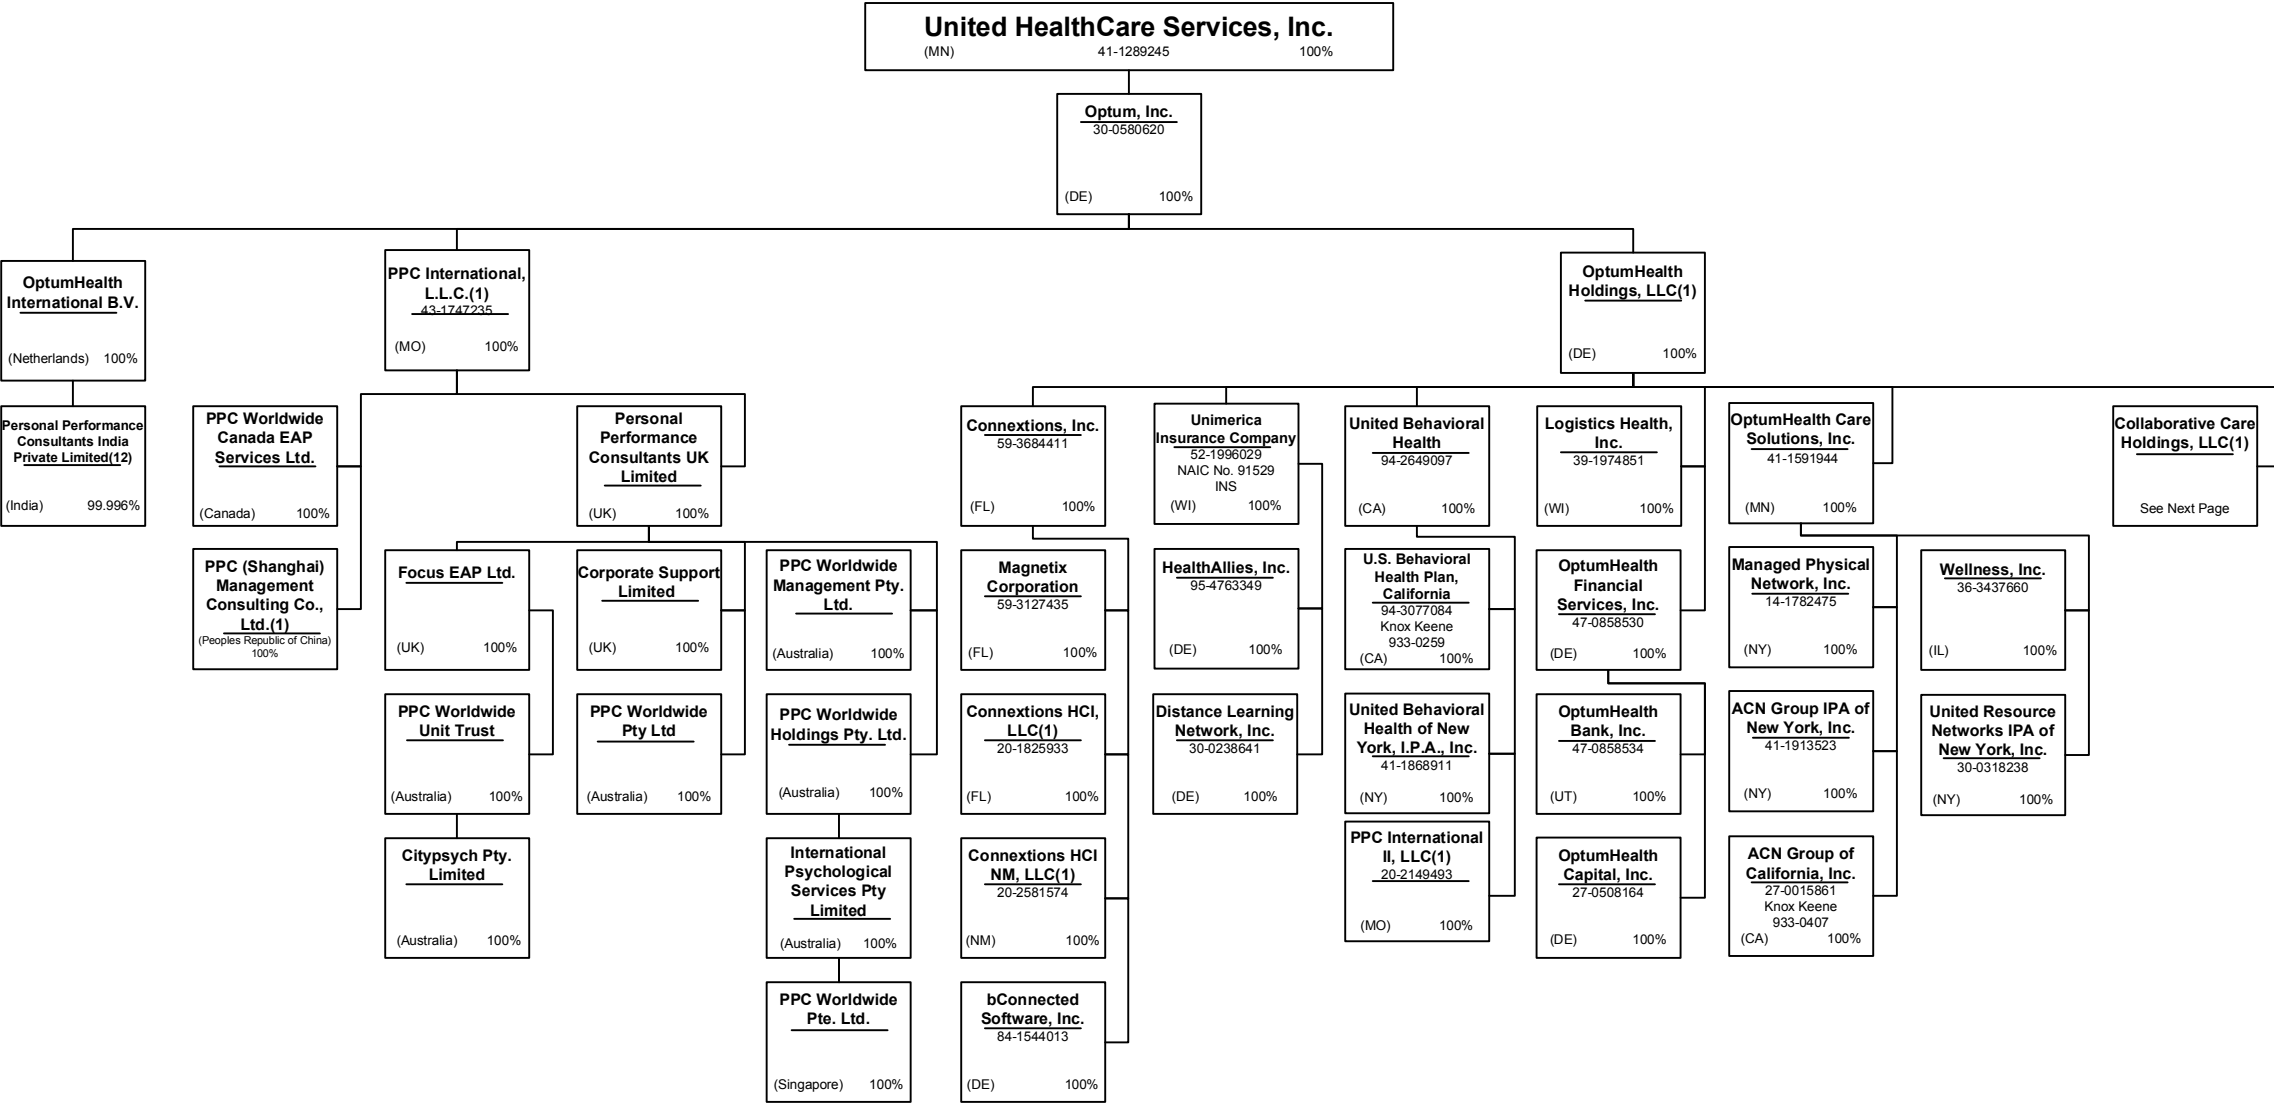 United HealthCare Services, Inc.
(MN) 41-1289245 100%
Optum, Inc.
30-0580620
(DE) 100%
OptumHealth
International B.V.
(Netherlands) 100%
PPC International,
L.L.C.(1)
43-1747235
(MO) 100%
OptumHealth
Holdings, LLC(1)
(DE) 100%
Personal Performance
Consultants India
Private Limited(12)
(India) 99.996%
PPC Worldwide
Canada EAP
Services Ltd.
(Canada) 100%
Personal
Performance
Consultants UK
Limited
(UK) 100%
Connextions, Inc.
59-3684411
(FL) 100%
Unimerica
Insurance Company
52-1996029
NAIC No. 91529
INS
(WI) 100%
United Behavioral
Health
94-2649097
(CA) 100%
Logistics Health,
Inc.
39-1974851
(WI) 100%
OptumHealth Care
Solutions, Inc.
41-1591944
(MN) 100%
Collaborative Care
Holdings, LLC(1)
See Next Page
PPC (Shanghai)
Management
Consulting Co.,
Ltd.(1)
(Peoples Republic of China)
100%
Focus EAP Ltd.
(UK) 100%
Corporate Support
Limited
(UK) 100%
PPC Worldwide
Management Pty.
Ltd.
(Australia) 100%
Magnetix
Corporation
59-3127435
(FL) 100%
HealthAllies, Inc.
95-4763349
(DE) 100%
U.S. Behavioral
Health Plan,
California
94-3077084
Knox Keene
933-0259
(CA) 100%
OptumHealth
Financial
Services, Inc.
47-0858530
(DE) 100%
Managed Physical
Network, Inc.
14-1782475
(NY) 100%
Wellness, Inc.
36-3437660
(IL) 100%
PPC Worldwide
Unit Trust
(Australia) 100%
PPC Worldwide
Pty Ltd
(Australia) 100%
PPC Worldwide
Holdings Pty. Ltd.
(Australia) 100%
Connextions HCI,
LLC(1)
20-1825933
(FL) 100%
Distance Learning
Network, Inc.
30-0238641
(DE) 100%
United Behavioral
Health of New
York, I.P.A., Inc.
41-1868911
(NY) 100%
OptumHealth
Bank, Inc.
47-0858534
(UT) 100%
ACN Group IPA of
New York, Inc.
41-1913523
(NY) 100%
United Resource
Networks IPA of
New York, Inc.
30-0318238
(NY) 100%
Citypsych Pty.
Limited
(Australia) 100%
International
Psychological
Services Pty
Limited
(Australia) 100%
Connextions HCI
NM, LLC(1)
20-2581574
(NM) 100%
PPC International
II, LLC(1)
20-2149493
(MO) 100%
OptumHealth
Capital, Inc.
27-0508164
(DE) 100%
ACN Group of
California, Inc.
27-0015861
Knox Keene
933-0407
(CA) 100%
PPC Worldwide
Pte. Ltd.
(Singapore) 100%
bConnected
Software, Inc.
84-1544013
(DE) 100%